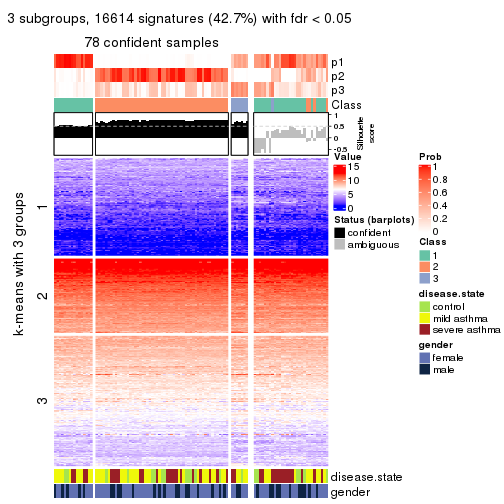 3 subgroups, 16614 signatures (42.7%) with fdr < 0.05
78 confident samples
p1
p2
p3
Class
1
0.5
0
-0.5
Silhouette
score
k-means with 3 groups
1
2
3
Value
15
10
5
0
Status (barplots)
confident
ambiguous
Prob
1
0.8
0.6
0.4
0.2
0
Class
1
2
3
disease.state
control
mild asthma
severe asthma
gender
female
male
disease.state
gender